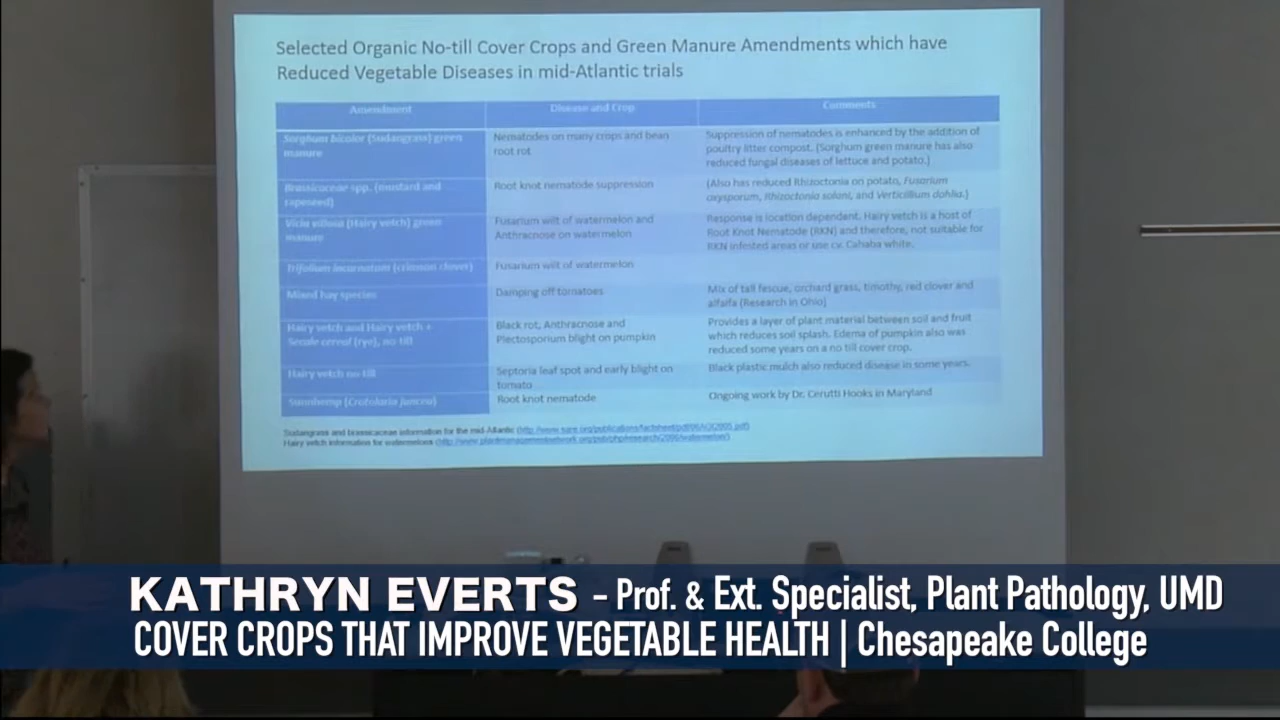 Selected Organic No-till Cover Crops and Green Manure Amendments which have
Reduced Vegetable Diseases in mid-Atlantic trials
Amendment Disease and Crop Comments
Sorghum bicolor (Sudangrass) green
manure
Nematodes on many crops and bean
root rot
Suppression of nematodes is enhanced by the addition of
poultry litter compost. (Sorghum green manure has also
reduced fungal diseases of lettuce and potato.)
Brassicaceae spp. (mustard and
rapeseed)
Root knot nematode suppression
(Also has reduced Rhizoctonia on potato, Fusarium
oxysporum, Rhizoctonia solani, and Verticillium dahlia.)
Vicia villosa (Hairy vetch) green
manure
Fusarium wilt of watermelon and
Anthracnose on watermelon
Response is location dependent. Hairy vetch is a host of
Root Knot Nematode (RKN) and therefore, not suitable for
RKN infested areas or use cv. Cahaba white.
Trifolium incarnatum (crimson clover)
Fusarium wilt of watermelon
Mixed hay species
Damping off tomatoes
Mix of tall fescue, orchard grass, timothy, red clover and
alfalfa (Research in Ohio)
Hairy vetch and Hairy vetch +
Secale cereal (rye), no till
Black rot, Anthracnose and
Plectosporium blight on pumpkin
Provides a layer of plant material between soil and fruit
which reduces soil splash. Edema of pumpkin also was
reduced some years on a no till cover crop.
Hairy vetch no till
Septoria leaf spot and early blight on
tomato
Black plastic mulch also reduced disease in some years.
Sunnhemp (Crotolaria juncea)
Root knot nematode
Ongoing work by Dr. Cerutti Hooks in Maryland
Sudangrass and brassicaceae information for the mid-Atlantic
Hairy vetch information for watermelons
KATHRYN EVERTS – Prof. & Ext. Specialist, Plant Pathology, UMD
COVER CROPS THAT IMPROVE VEGETABLE HEALTH | Chesapeake College